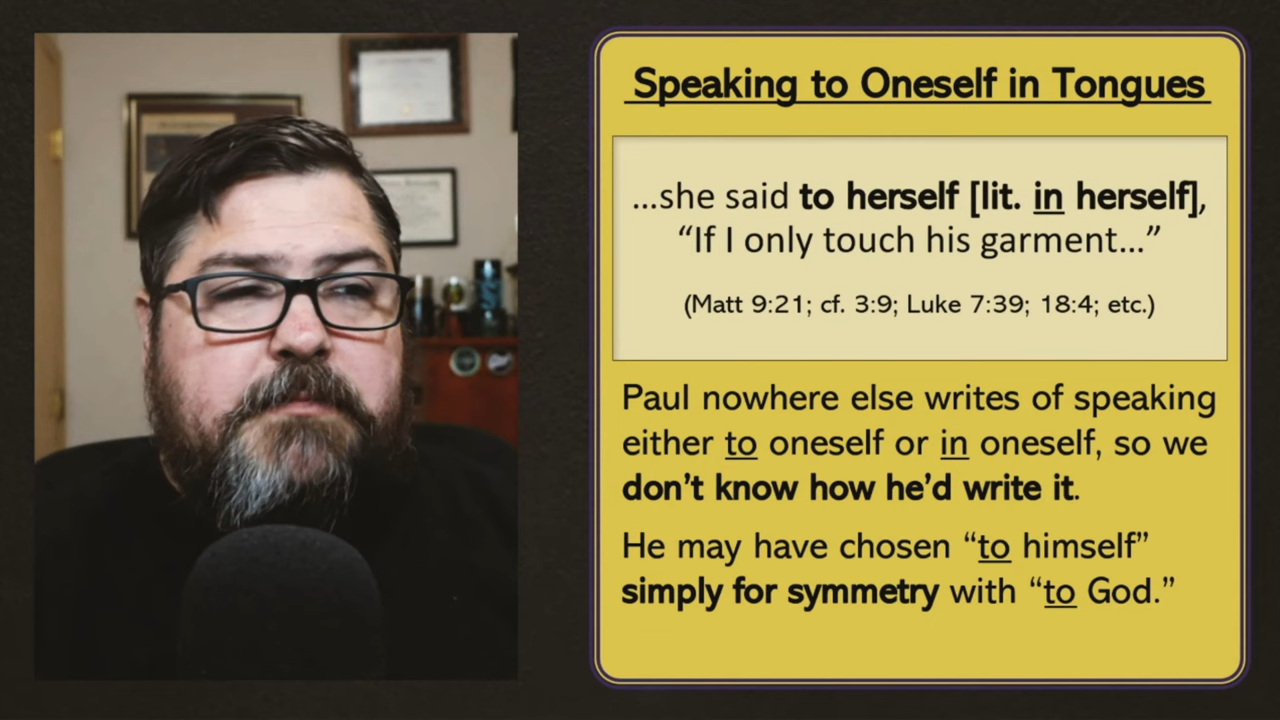 Speaking to Oneself in Tongues
...she said to herself [lit. in herself],
“If I only touch his garment...”
(Matt 9:21; cf. 3:9; Luke 7:39; 18:4; etc.)
Paul nowhere else writes of speaking
either to oneself or in oneself, so we
don’t know how he’d write it.
He may have chosen “to himself”
simply for symmetry with “to God.”